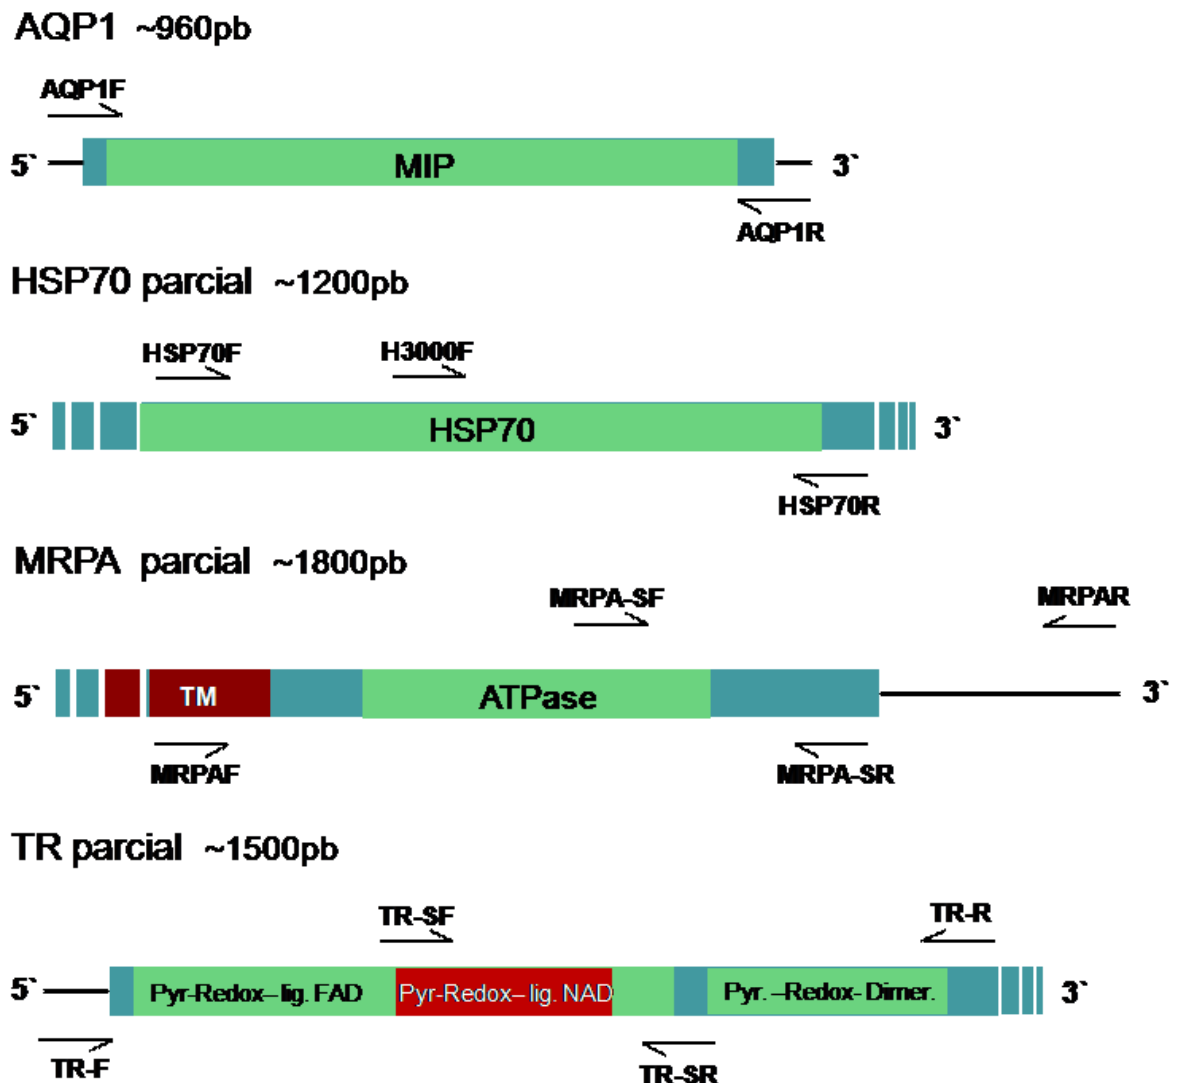 AQP1 ~960pb
AQP1F
5` MIP 3`
AQP1R
HSP70 parcial ~1200pb
HSP70F H3000F
5` HSP70 3`
HSP70R
MRPA parcial ~1800pb
MRPA-SF MRPAR
5` TM ATPase 3`
MRPAF MRPA-SR
TR parcial ~1500pb
TR-SF TR-R
5` Pyr-Redox–lig. FAD Pyr-Redox–lig. NAD Pyr.–Redox-Dimer. 3`
TR-F TR-SR